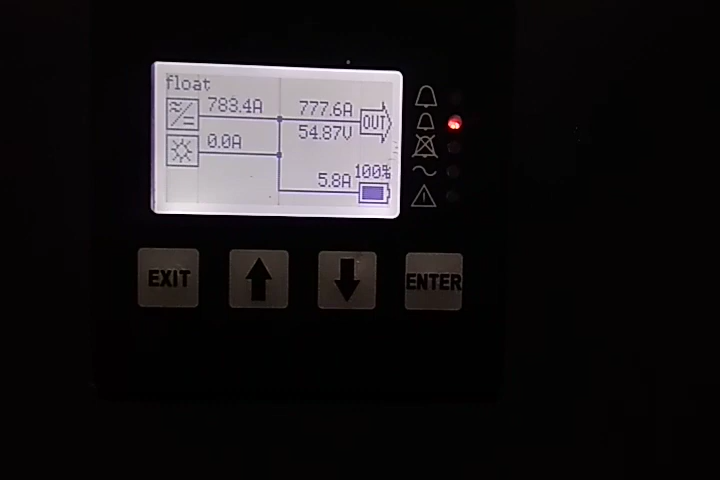 float
783.4A 777.6A
OUT
54.87V
0.0A
100%
5.8A
EXIT
ENTER